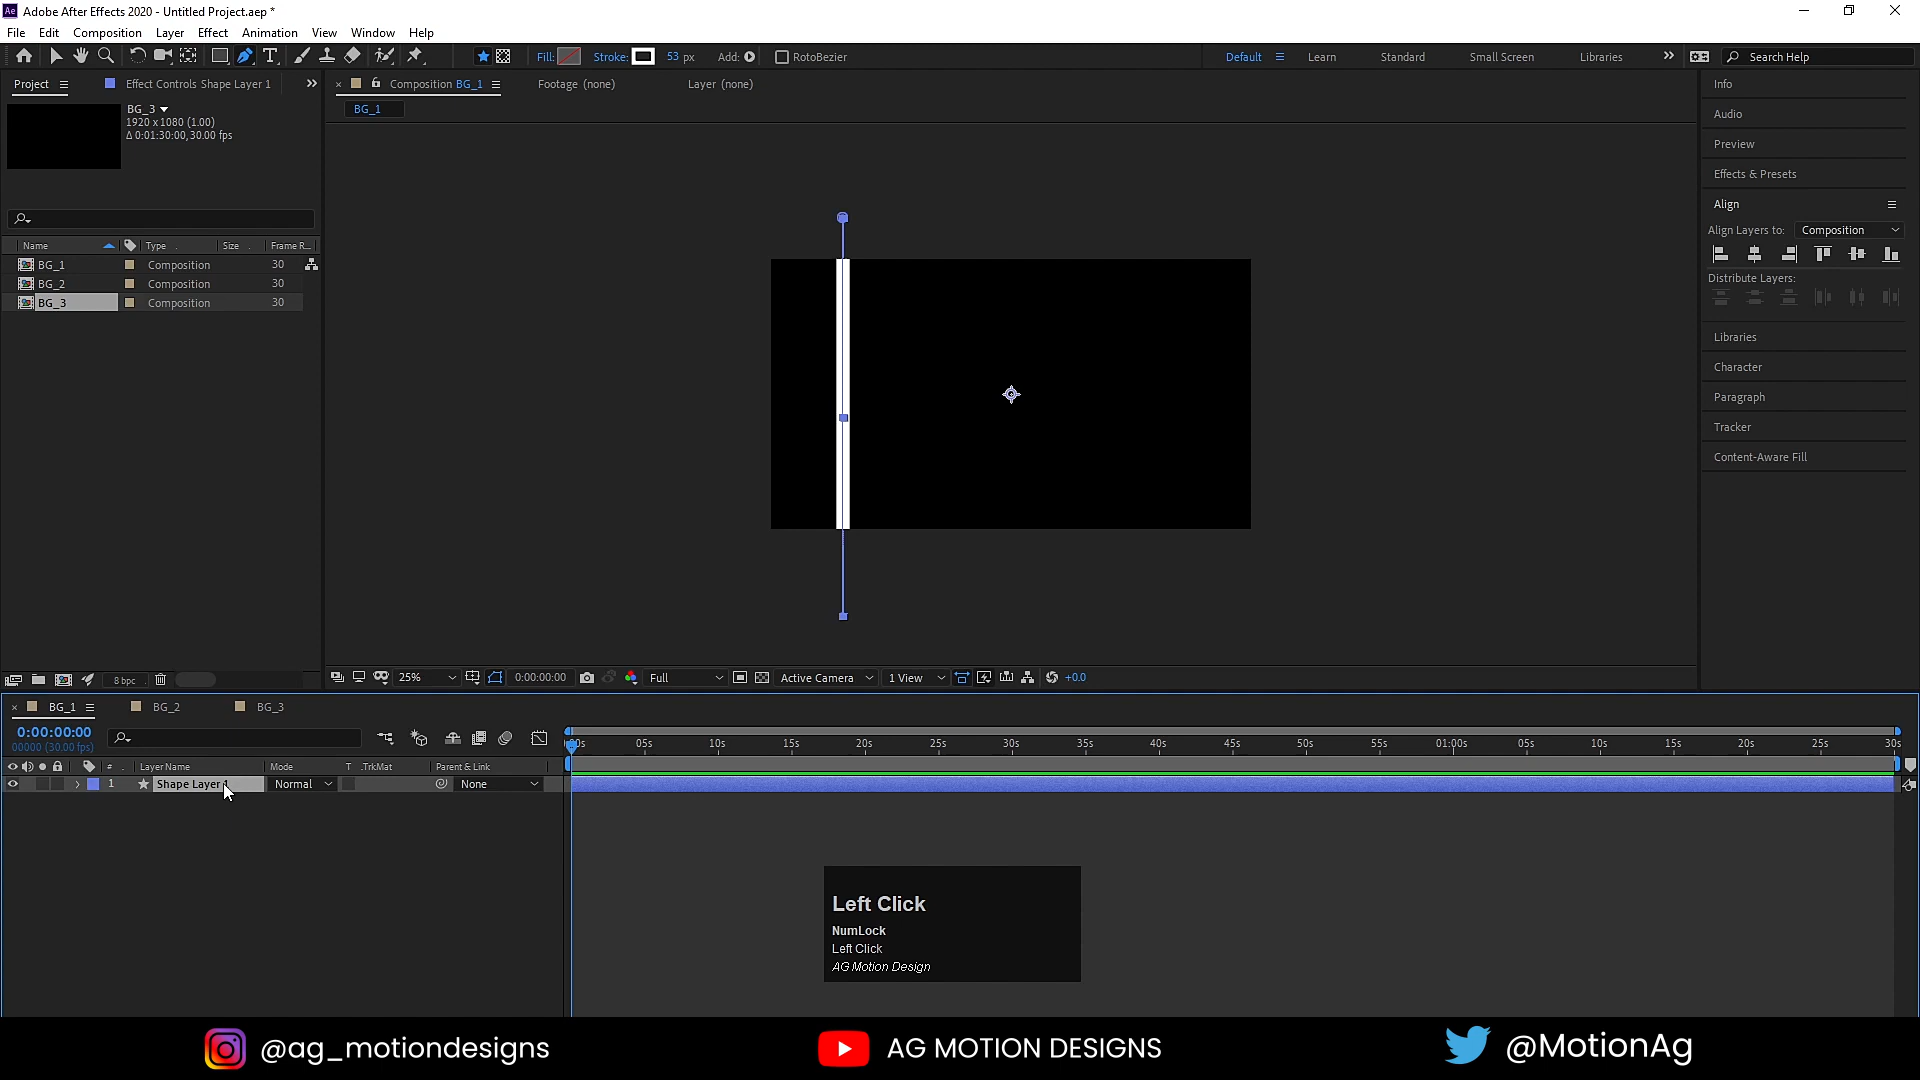 Adobe After Effects 2020 - Untitled Project.aep *
File Edit Composition Layer Effect Animation View Window Help
Fill: Stroke: 53 px Add: RotoBezier Default Learn Standard Small Screen Libraries Search Help
Project Effect Controls Shape Layer 1 Composition BG_1 Footage (none) Layer (none)
BG_1
BG_3
1920 x 1080 (1.00)
Δ 0:01:30:00, 30.00 fps
Name Type Size Frame R...
BG_1 Composition 30
BG_2 Composition 30
BG_3 Composition 30
8 bpc
Info
Audio
Preview
Effects & Presets
Align
Align Layers to: Composition
Distribute Layers:
Libraries
Character
Paragraph
Tracker
Content-Aware Fill
25% 0:00:00:00 Full Active Camera 1 View +0.0
BG_1 BG_2 BG_3
0:00:00:00
00000 (30.00 fps)
05s 10s 15s 20s 25s 30s 35s 40s 45s 50s 55s 01:00s 05s 10s 15s 20s 25s 30s
# Layer Name Mode T .TrkMat Parent & Link
1 Shape Layer 1 Normal None
Left Click
NumLock
Left Click
AG Motion Design
@ag_motiondesigns AG MOTION DESIGNS @MotionAg